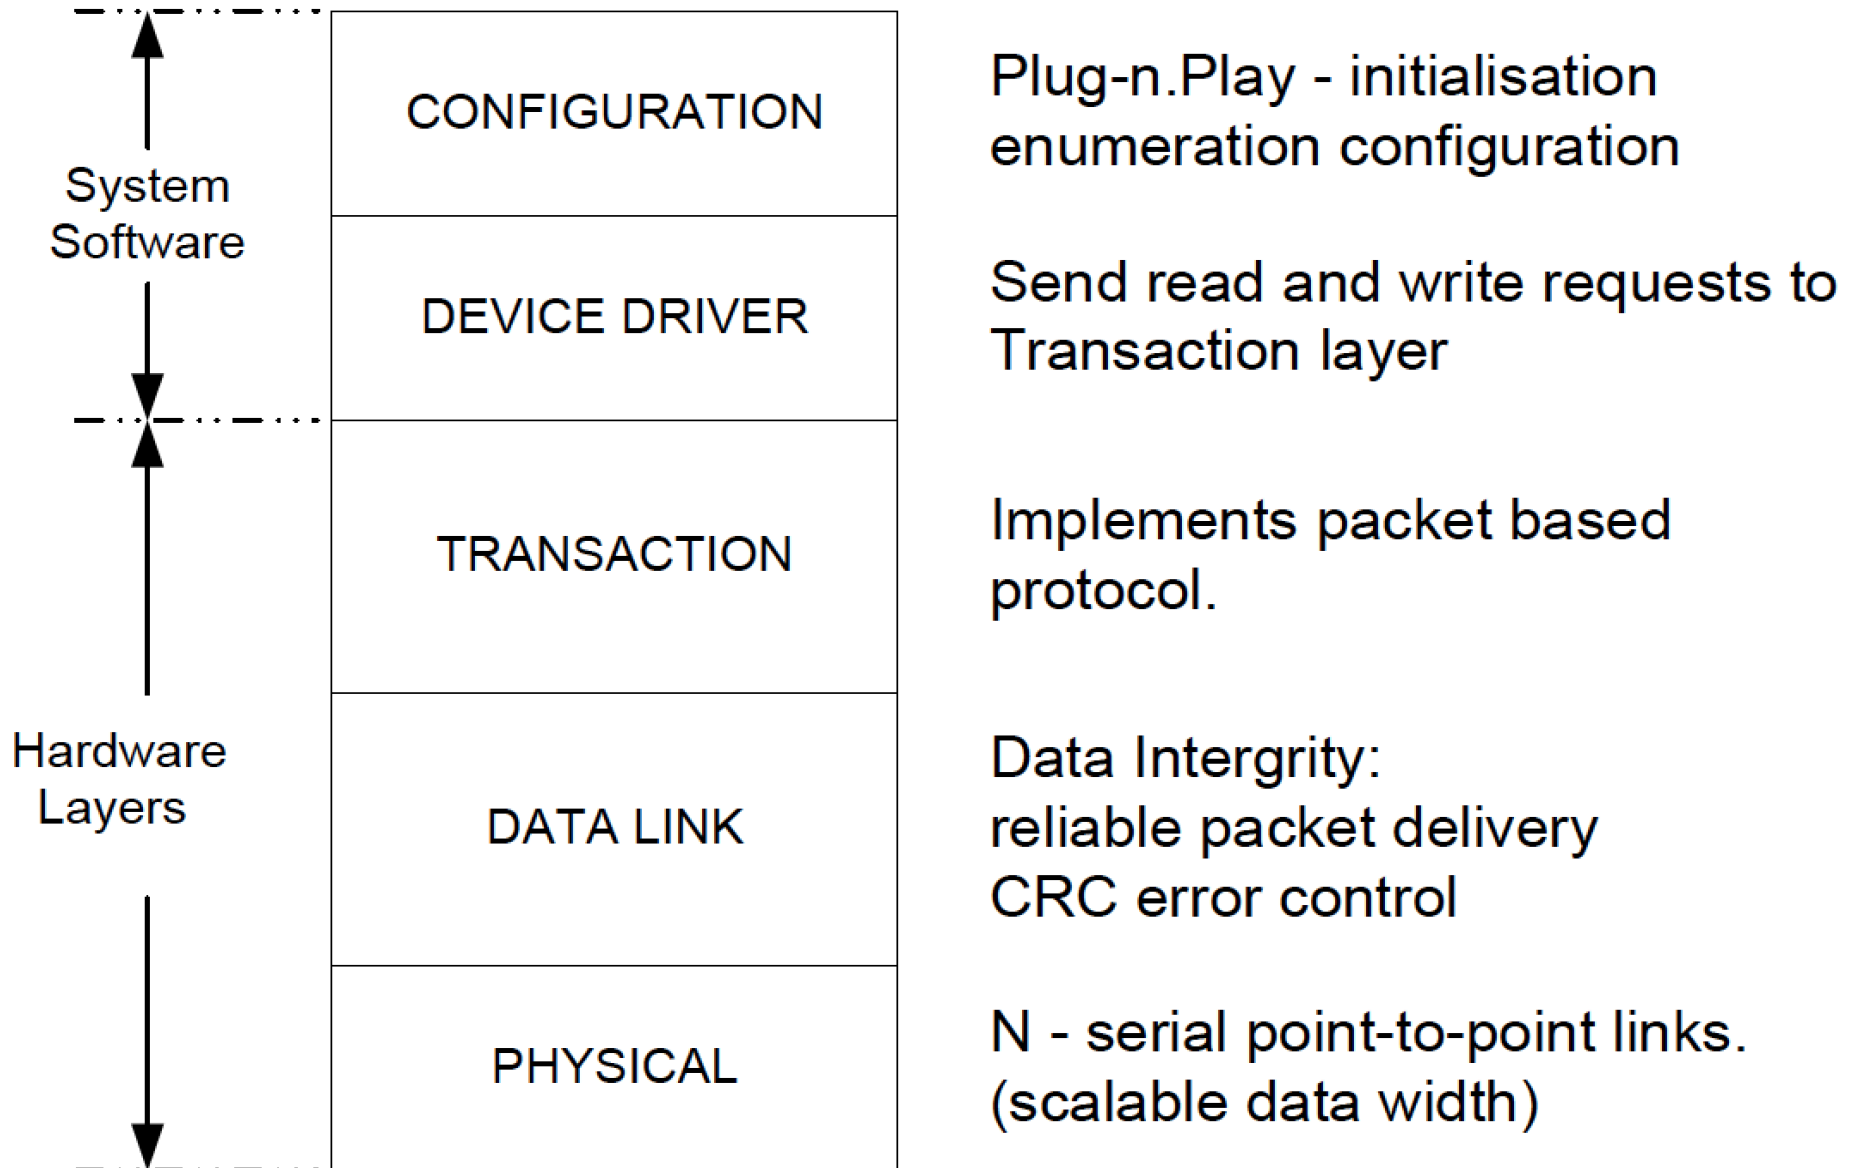 System
Software
Hardware
Layers
CONFIGURATION
DEVICE DRIVER
TRANSACTION
DATA LINK
PHYSICAL
Plug-n.Play - initialisation
enumeration configuration
Send read and write requests to
Transaction layer
Implements packet based
protocol.
Data Intergrity:
reliable packet delivery
CRC error control
N - serial point-to-point links.
(scalable data width)